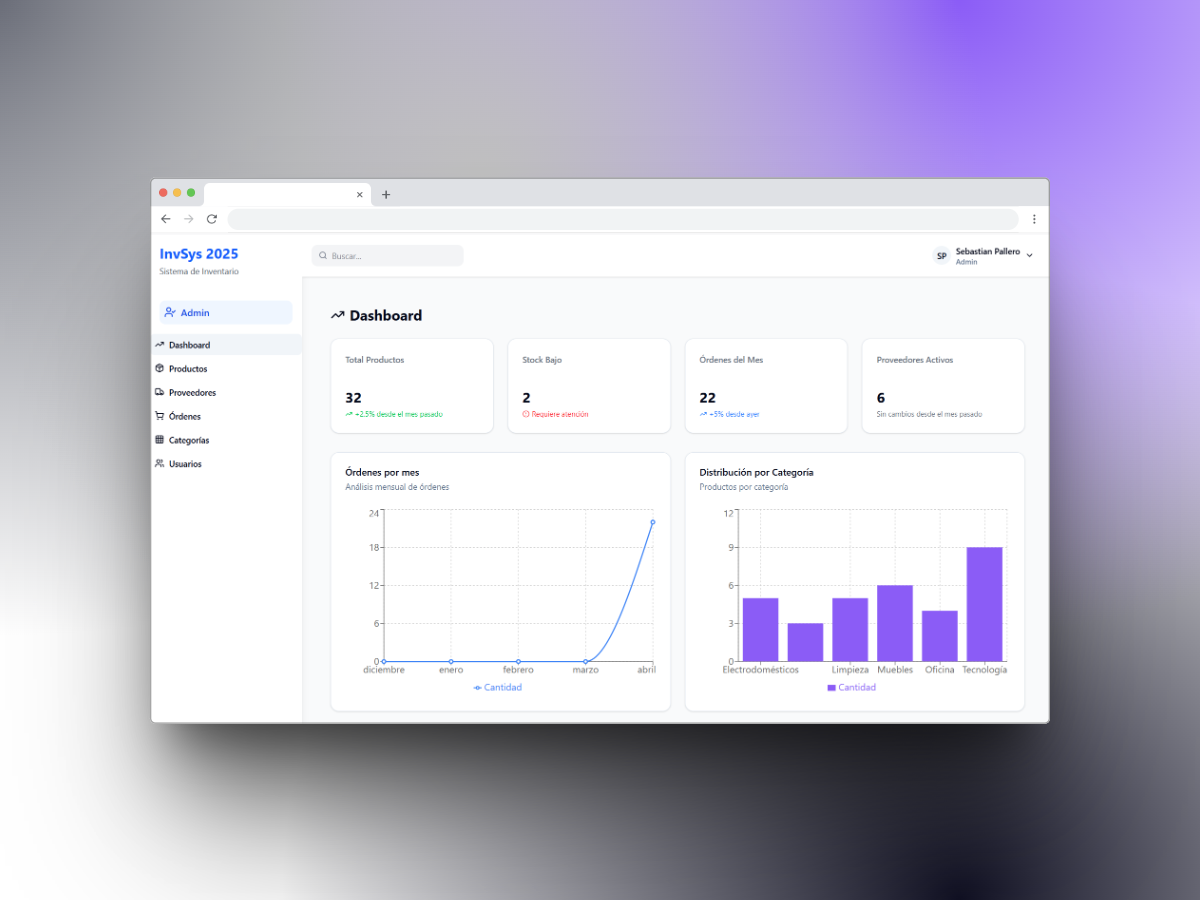 InvSys 2025
Sistema de Inventario
Buscar...
SP
Sebastian Pallero
Admin
Admin
Dashboard
Productos
Proveedores
Órdenes
Categorías
Usuarios
Dashboard
Total Productos
32
+2,5% desde el mes pasado
Stock Bajo
2
Requiere atención
Órdenes del Mes
22
+5% desde ayer
Proveedores Activos
6
Sin cambios desde el mes pasado
Órdenes por mes
Análisis mensual de órdenes
24
18
12
6
0
diciembre enero febrero marzo abril
Cantidad
Distribución por Categoría
Productos por categoría
12
9
6
3
0
Electrodomésticos Limpieza Muebles Oficina Tecnología
Cantidad